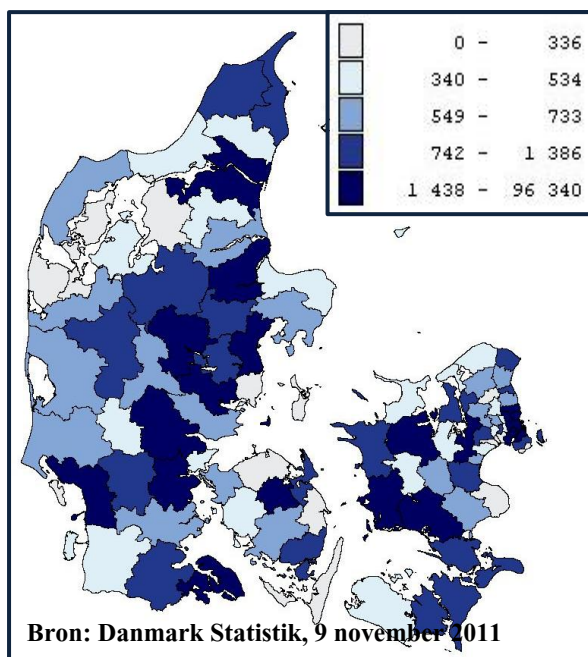 0 - 336
340 - 534
549 - 733
742 - 1 386
1 438 - 96 340
Bron: Danmark Statistik, 9 november 2011